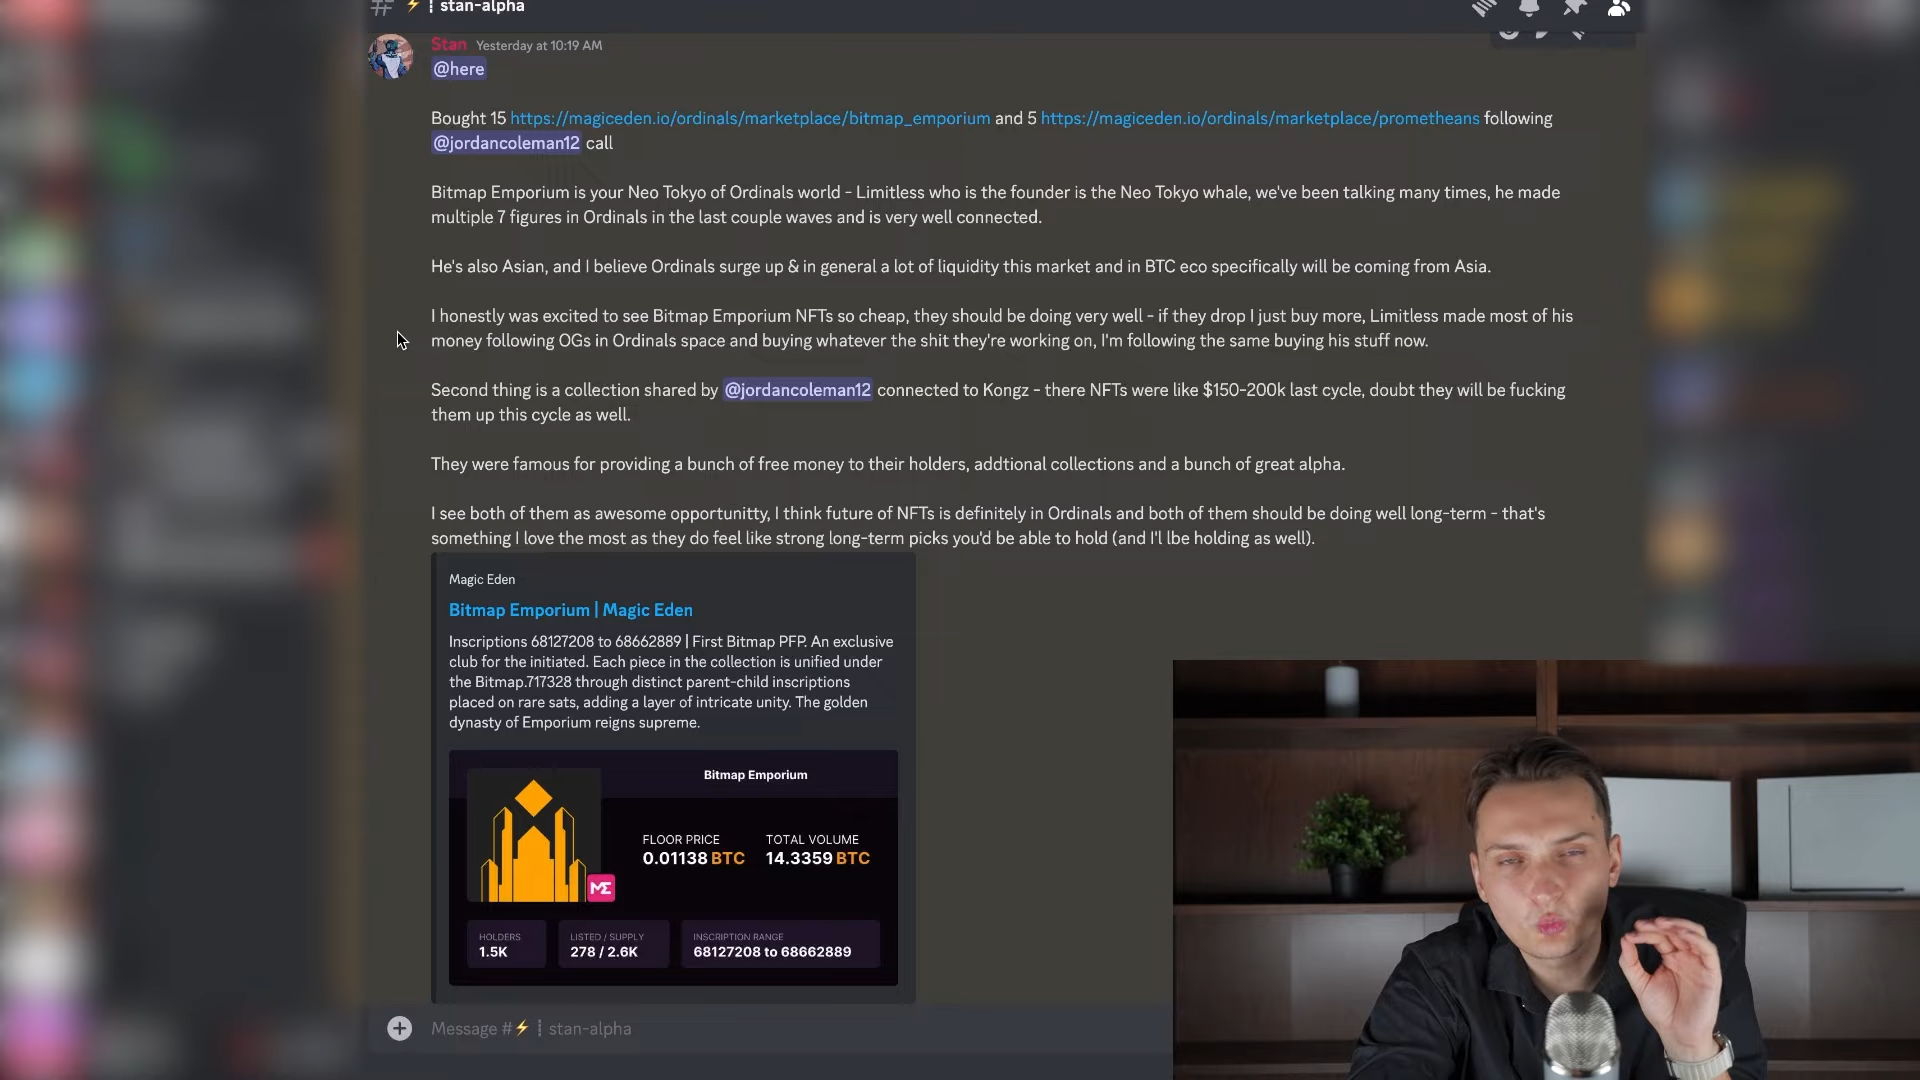 stan-alpha
Stan Yesterday at 10:19 AM
@here
Bought 15 https://magiceden.io/ordinals/marketplace/bitmap_emporium and 5 https://magiceden.io/ordinals/marketplace/prometheans following
@jordancoleman12 call
Bitmap Emporium is your Neo Tokyo of Ordinals world - Limitless who is the founder is the Neo Tokyo whale, we've been talking many times, he made
multiple 7 figures in Ordinals in the last couple waves and is very well connected.
He's also Asian, and I believe Ordinals surge up & in general a lot of liquidity this market and in BTC eco specifically will be coming from Asia.
I honestly was excited to see Bitmap Emporium NFTs so cheap, they should be doing very well - if they drop I just buy more, Limitless made most of his
money following OGs in Ordinals space and buying whatever the shit they're working on, I'm following the same buying his stuff now.
Second thing is a collection shared by @jordancoleman12 connected to Kongz - there NFTs were like $150-200k last cycle, doubt they will be fucking
them up this cycle as well.
They were famous for providing a bunch of free money to their holders, addtional collections and a bunch of great alpha.
I see both of them as awesome opportunitty, I think future of NFTs is definitely in Ordinals and both of them should be doing well long-term - that's
something I love the most as they do feel like strong long-term picks you'd be able to hold (and I'l lbe holding as well).
Magic Eden
Bitmap Emporium | Magic Eden
Inscriptions 68127208 to 68662889 | First Bitmap PFP. An exclusive
club for the initiated. Each piece in the collection is unified under
the Bitmap.717328 through distinct parent-child inscriptions
placed on rare sats, adding a layer of intricate unity. The golden
dynasty of Emporium reigns supreme.
Bitmap Emporium
FLOOR PRICE TOTAL VOLUME
0.01138 BTC 14.3359 BTC
ME
HOLDERS LISTED / SUPPLY INSCRIPTION RANGE
1.5K 278 / 2.6K 68127208 to 68662889
Message #⚡┊stan-alpha